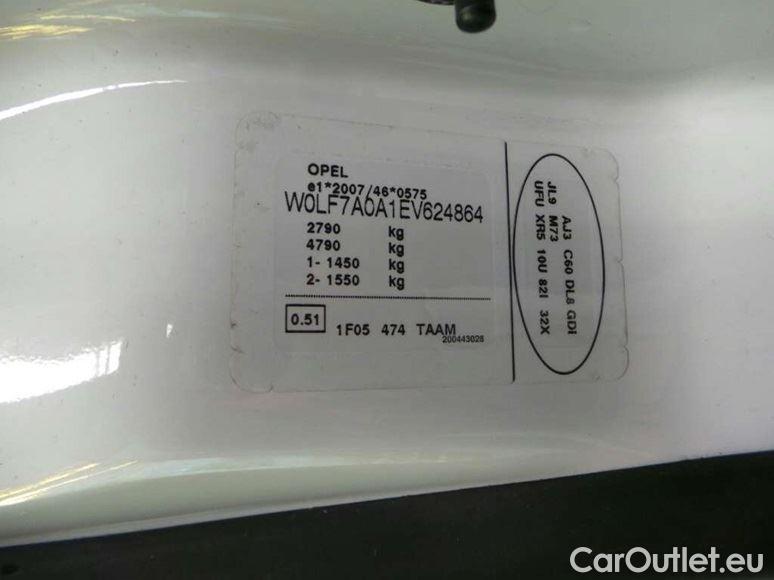 OPEL
e1*2007/46*0575
W0LF7A0A1EV624864
2790 kg
4790 kg
1- 1450 kg
2- 1550 kg
0.51 1F05 474 TAAM
200443028
AJ3 C60 DL8 GDI
JL9 M73
UFU XR5 10U 82I 32X
CarOutlet.eu